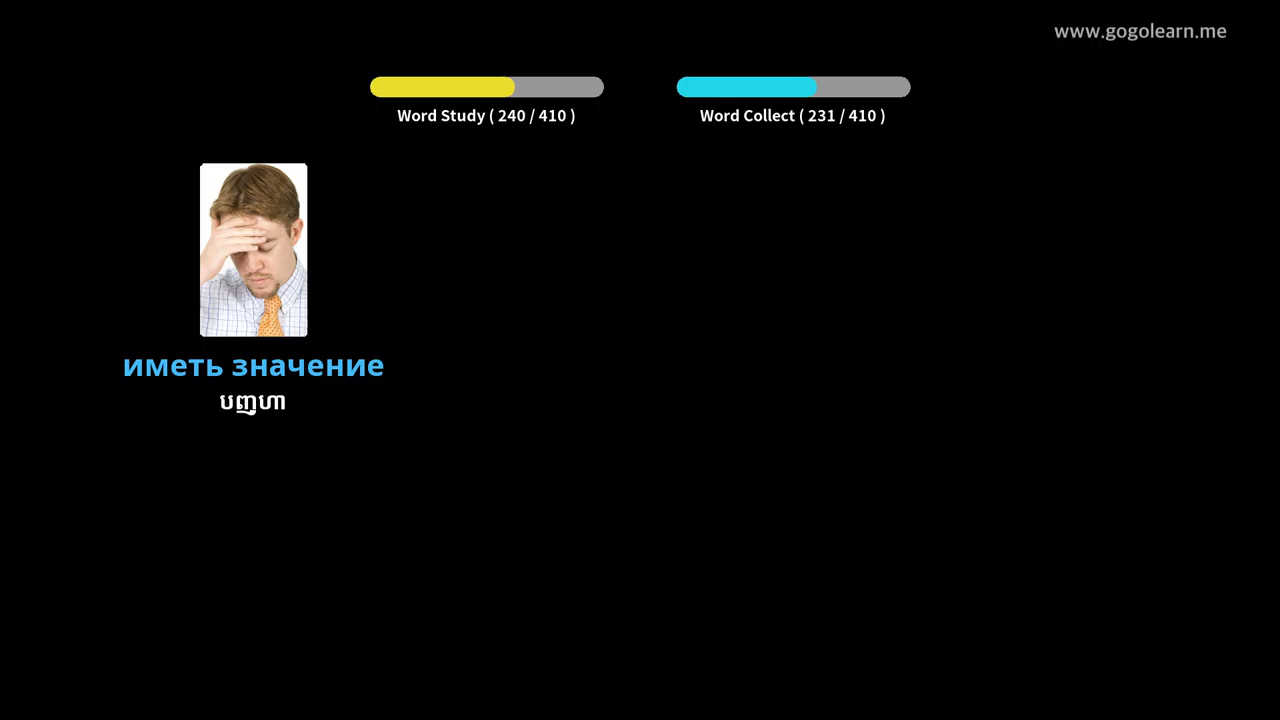 www.gogolearn.me
Word Study ( 240 / 410 )
Word Collect ( 231 / 410 )
иметь значение
បញ្ហា